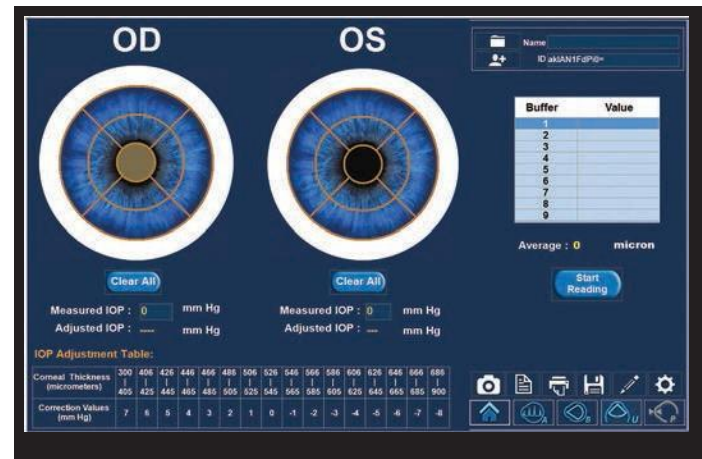 OD
OS
Name
ID akIAN1FdPi0=
Buffer Value
1
2
3
4
5
6
7
8
9
Average : 0 micron
Clear All
Clear All
Start
Reading
Measured IOP : 0 mm Hg
Adjusted IOP : ---- mm Hg
Measured IOP : 0 mm Hg
Adjusted IOP : ---- mm Hg
IOP Adjustment Table:
Corneal Thickness
(micrometers)
300 406 426 446 466 486 506 526 546 566 586 606 626 646 666 686
| | | | | | | | | | | | | | | |
405 425 445 465 485 505 525 545 565 585 605 625 645 665 685 900
Correction Values
(mm Hg)
7 6 5 4 3 2 1 0 -1 -2 -3 -4 -5 -6 -7 -8
A
B
U
P